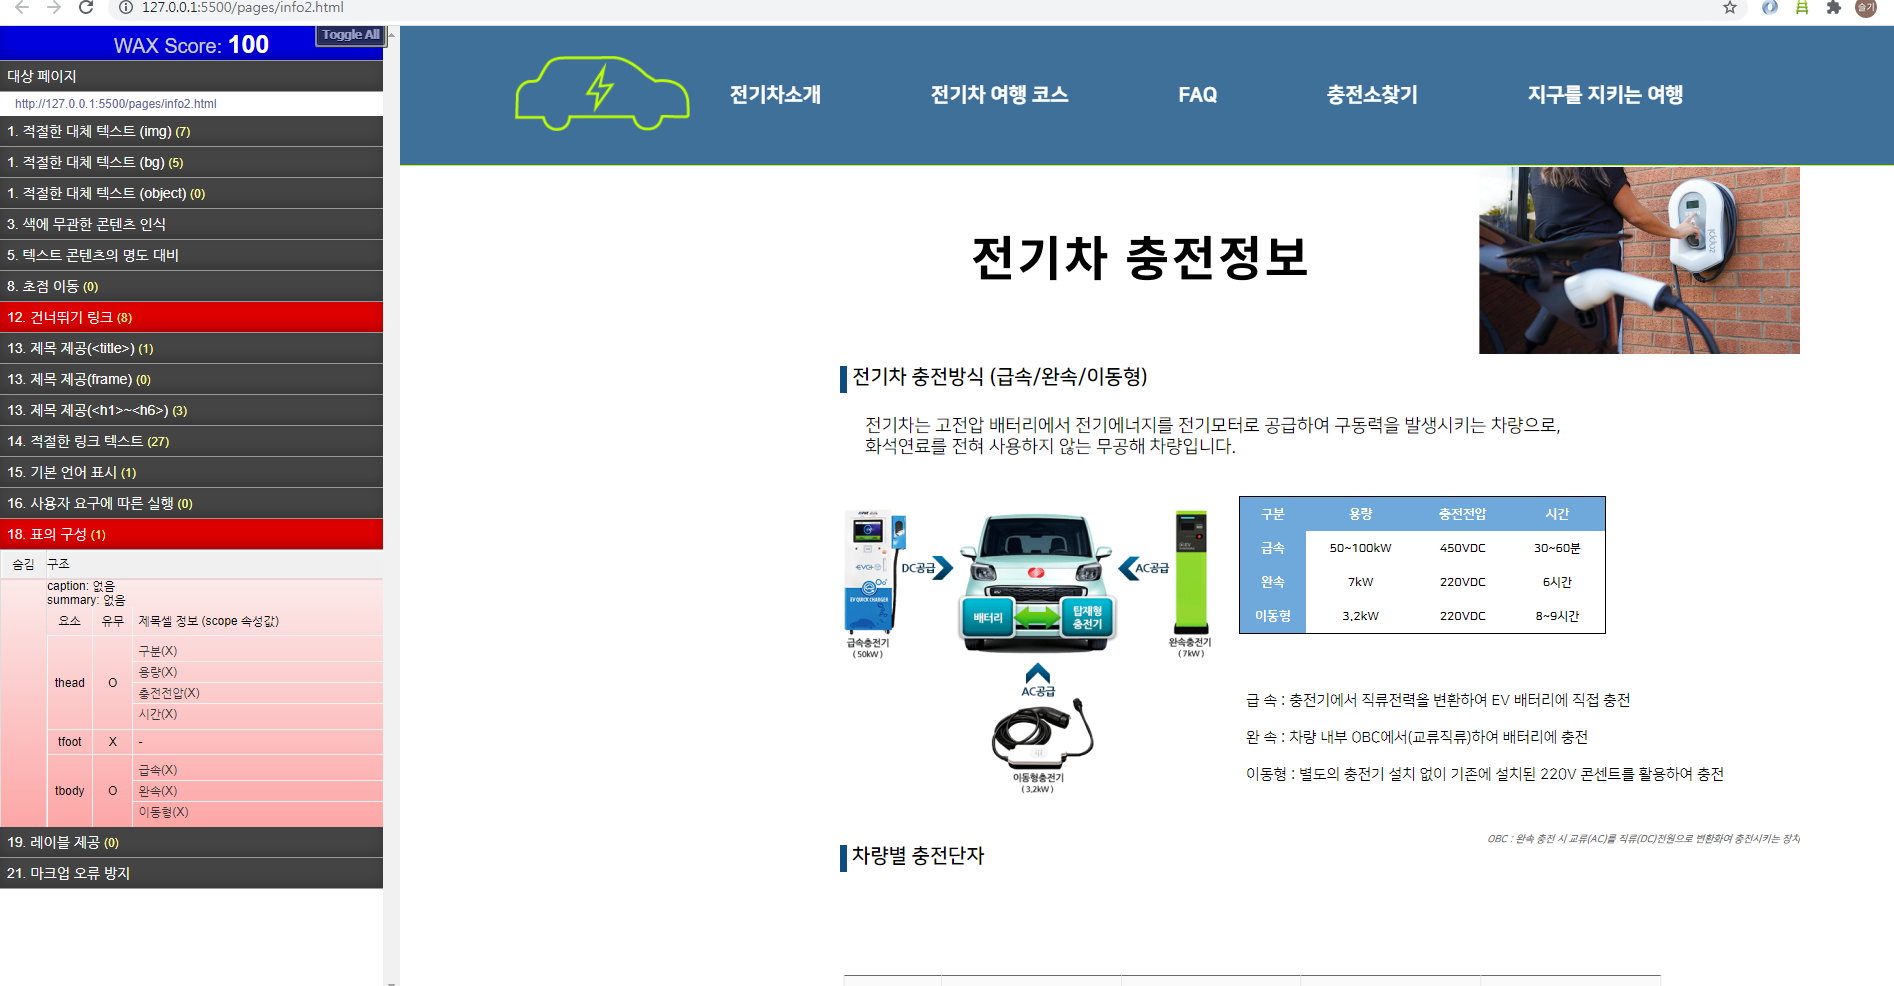 127.0.0.1:5500/pages/info2.html
슬기
WAX Score: 100
Toggle All
대상 페이지
http://127.0.0.1:5500/pages/info2.html
1. 적절한 대체 텍스트 (img) (7)
1. 적절한 대체 텍스트 (bg) (5)
1. 적절한 대체 텍스트 (object) (0)
3. 색에 무관한 콘텐츠 인식
5. 텍스트 콘텐츠의 명도 대비
8. 초점 이동 (0)
12. 건너뛰기 링크 (8)
13. 제목 제공(<title>) (1)
13. 제목 제공(frame) (0)
13. 제목 제공(<h1>~<h6>) (3)
14. 적절한 링크 텍스트 (27)
15. 기본 언어 표시 (1)
16. 사용자 요구에 따른 실행 (0)
18. 표의 구성 (1)
숨김 구조
caption: 없음
summary: 없음
요소 유무 제목셀 정보 (scope 속성값)
thead O
구분(X)
용량(X)
충전전압(X)
시간(X)
tfoot X -
tbody O
급속(X)
완속(X)
이동형(X)
19. 레이블 제공 (0)
21. 마크업 오류 방지
전기차소개 전기차 여행 코스 FAQ 충전소찾기 지구를 지키는 여행
전기차 충전정보
전기차 충전방식 (급속/완속/이동형)
전기차는 고전압 배터리에서 전기에너지를 전기모터로 공급하여 구동력을 발생시키는 차량으로,
화석연료를 전혀 사용하지 않는 무공해 차량입니다.
EV QUICK CHARGER
급속충전기
(50kW)
DC공급
배터리
탑재형
충전기
AC공급
완속충전기
(7kW)
AC공급
이동형충전기
(3,2kW)
구분 용량 충전전압 시간
급속 50~100kW 450VDC 30~60분
완속 7kW 220VDC 6시간
이동형 3,2kW 220VDC 8~9시간
급 속 : 충전기에서 직류전력을 변환하여 EV 배터리에 직접 충전
완 속 : 차량 내부 OBC에서(교류직류)하여 배터리에 충전
이동형 : 별도의 충전기 설치 없이 기존에 설치된 220V 콘센트를 활용하여 충전
OBC : 완속 충전 시 교류(AC)를 직류(DC)전원으로 변환화여 충전시키는 장치
차량별 충전단자